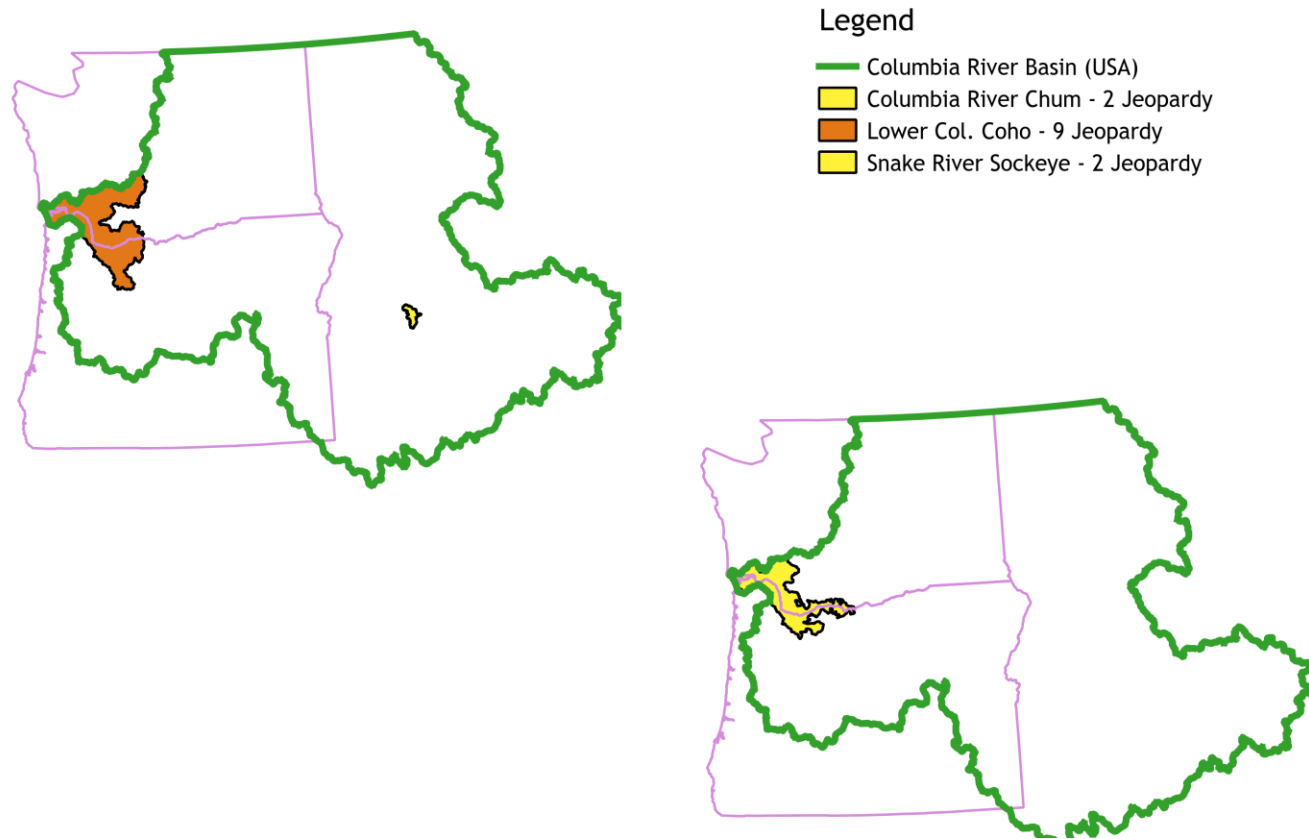 Legend
Columbia River Basin (USA)
Columbia River Chum - 2 Jeopardy
Lower Col. Coho - 9 Jeopardy
Snake River Sockeye - 2 Jeopardy